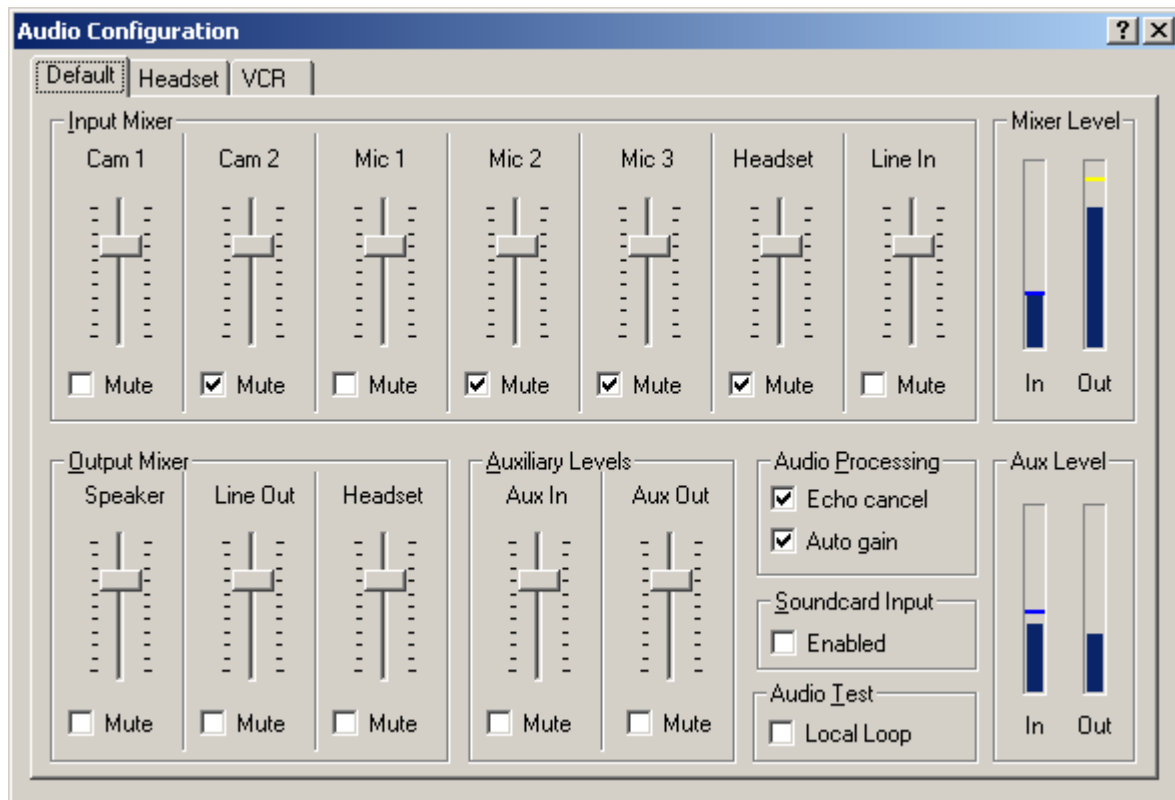 Audio Configuration
Default Headset VCR
Input Mixer
Cam 1 Cam 2 Mic 1 Mic 2 Mic 3 Headset Line In
Mute Mute Mute Mute Mute Mute Mute
Mixer Level
In Out
Output Mixer
Speaker Line Out Headset
Mute Mute Mute
Auxiliary Levels
Aux In Aux Out
Mute Mute
Audio Processing
Echo cancel
Auto gain
Soundcard Input
Enabled
Audio Test
Local Loop
Aux Level
In Out